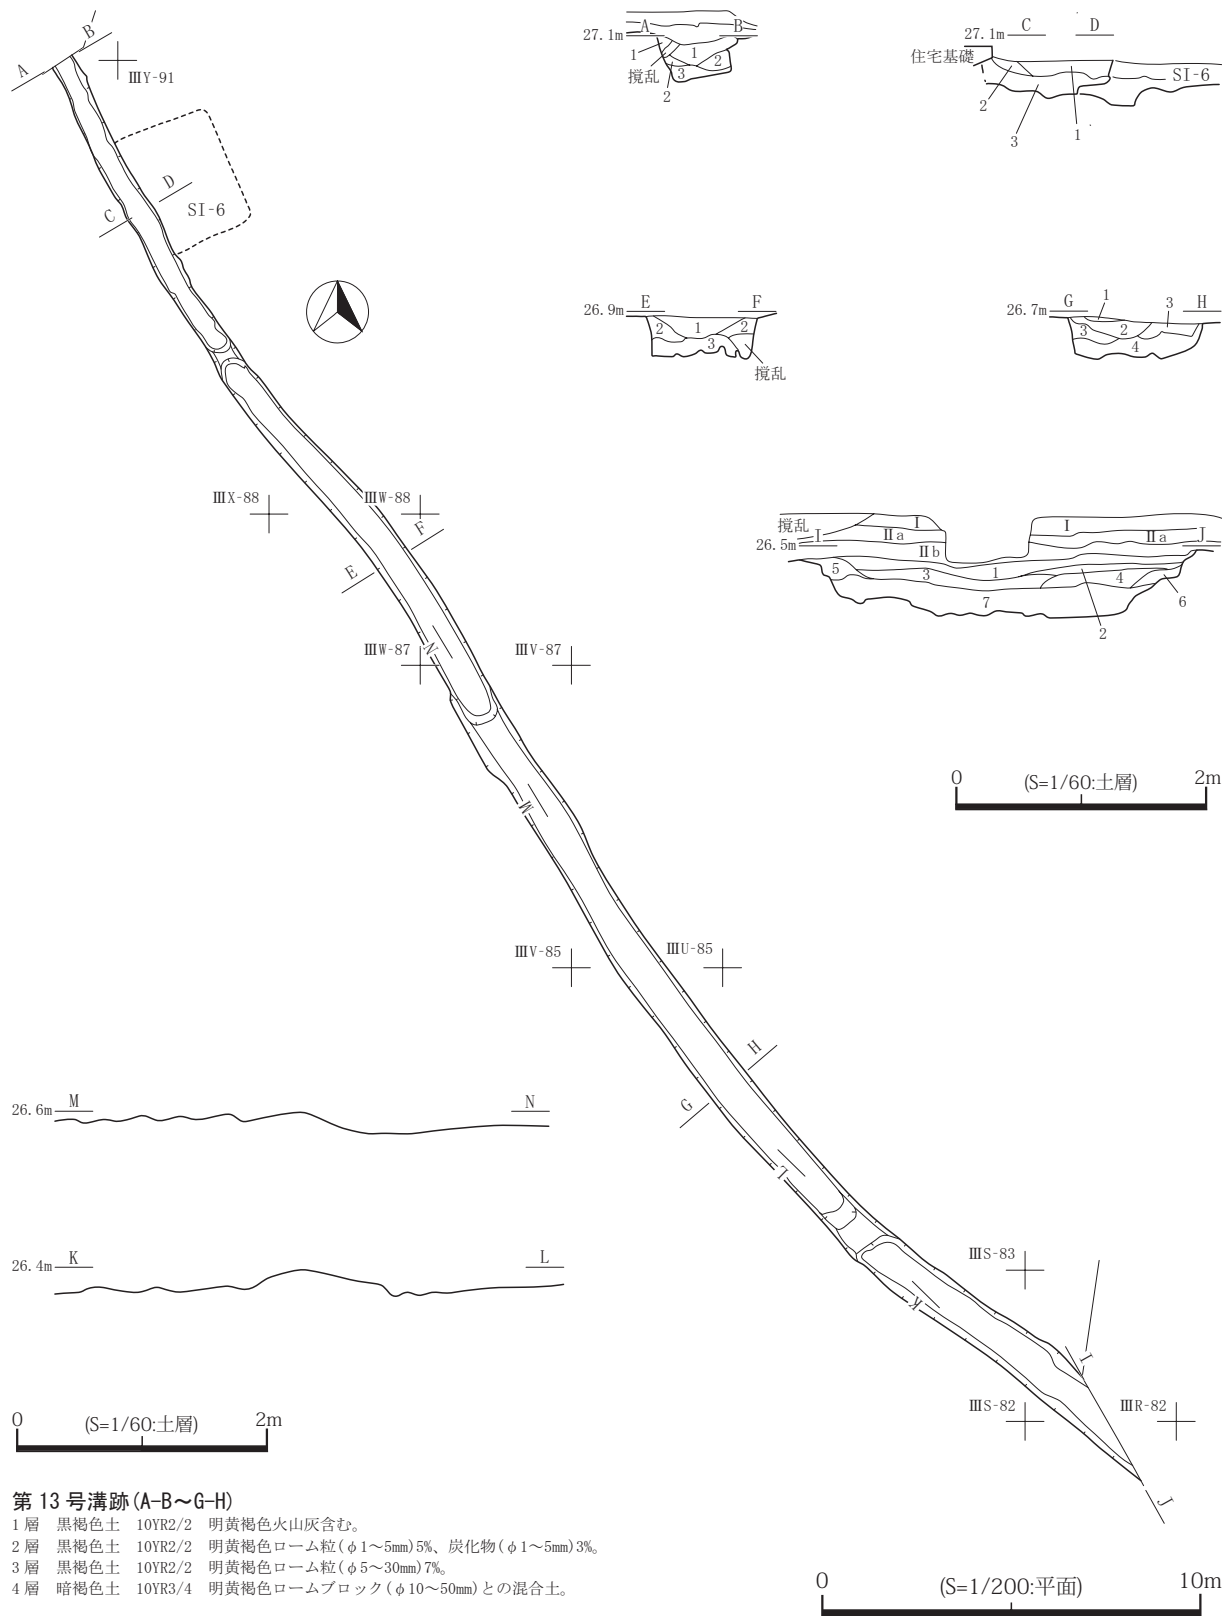 A
B
ⅢY-91
C
D
SI-6
ⅢX-88
ⅢW-88
E
F
ⅢW-87
N
ⅢV-87
M
ⅢV-85
ⅢU-85
G
H
L
K
ⅢS-83
ⅢS-82
ⅢR-82
I
J
27.1m A B
1 1 2
攪乱 3
2
27.1m C D
住宅基礎
SI-6
2
3 1
26.9m E F
2 1 2
3
攪乱
26.7m G 1 3 H
3 2
4
攪乱 I I I
Ⅱa Ⅱa J
26.5m
Ⅱb
5 3 1 4
7 6
2
0 (S=1/60:土層) 2m
26.6m M N
26.4m K L
0 (S=1/60:土層) 2m
第 13 号溝跡(A-B～G-H)
1 層 黒褐色土 10YR2/2 明黄褐色火山灰含む。
2 層 黒褐色土 10YR2/2 明黄褐色ローム粒(φ1～5mm)5%、炭化物(φ1～5mm)3%。
3 層 黒褐色土 10YR2/2 明黄褐色ローム粒(φ5～30mm)7%。
4 層 暗褐色土 10YR3/4 明黄褐色ロームブロック(φ10～50mm)との混合土。
0 (S=1/200:平面) 10m